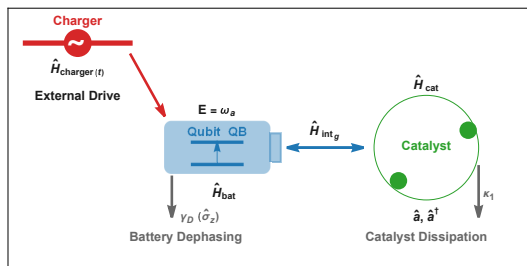 Charger
~
Ĥcharger(t)
External Drive
E = ωa
Qubit QB
Ĥbat
Ĥint g
Ĥcat
Catalyst
γD (σ̂z)
Battery Dephasing
κ1
â, â†
Catalyst Dissipation